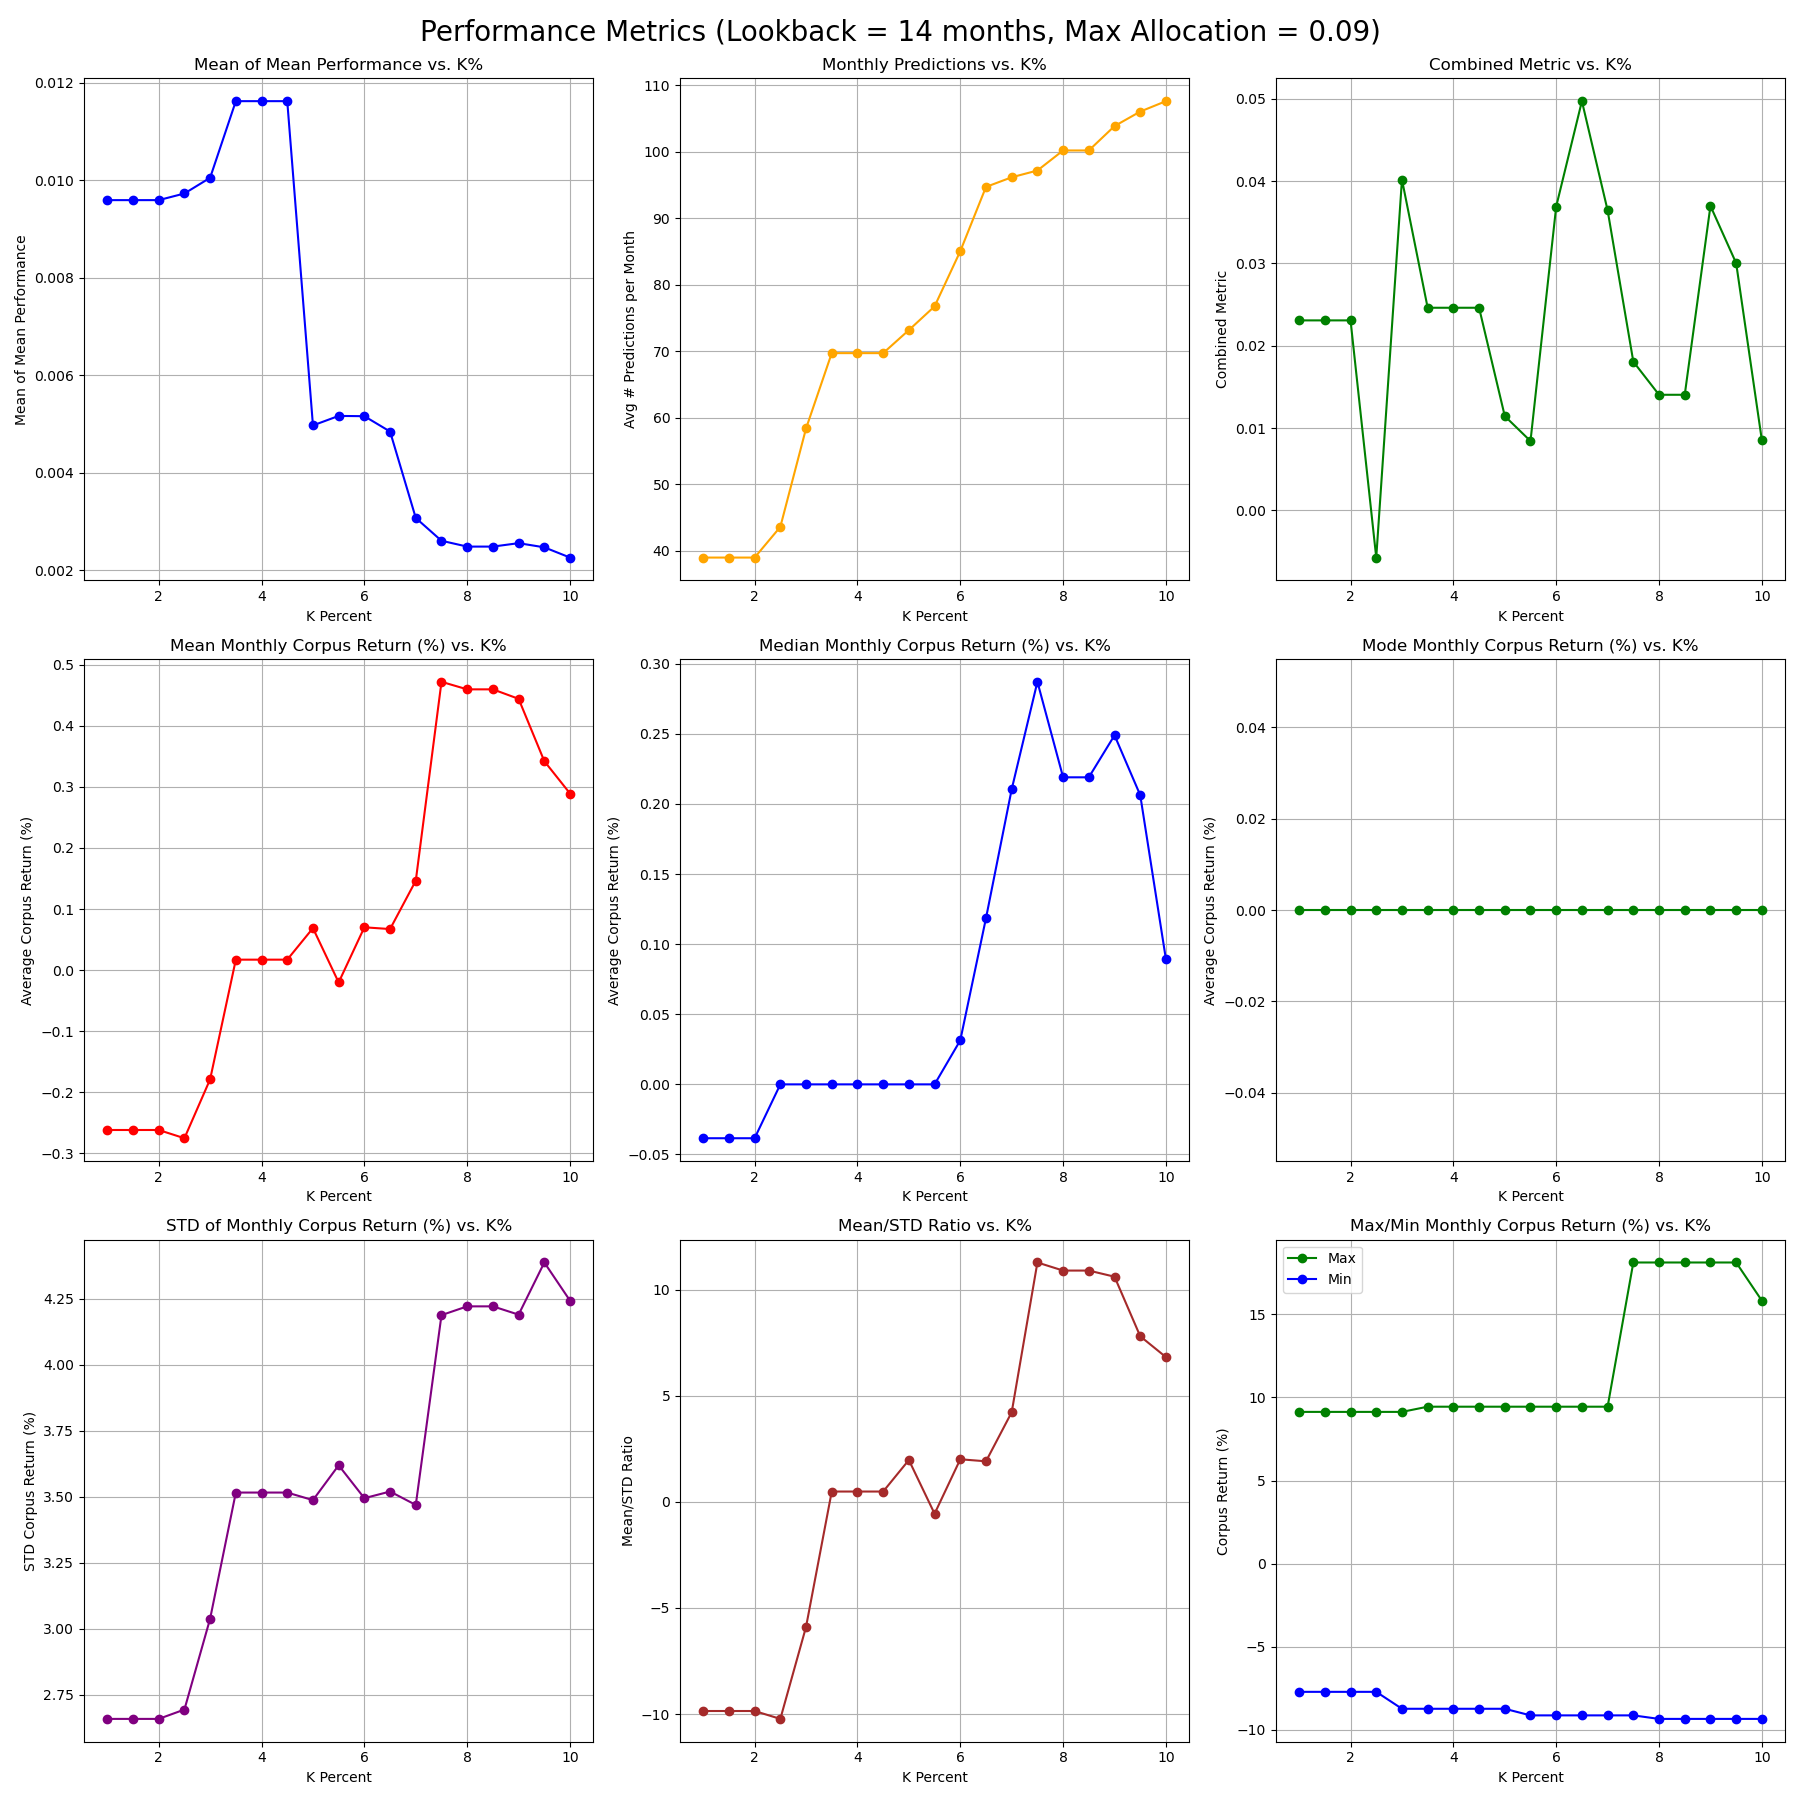 Performance Metrics (Lookback = 14 months, Max Allocation = 0.09)
Mean of Mean Performance vs. K%
Mean of Mean Performance
0.012
0.010
0.008
0.006
0.004
0.002
2 4 6 8 10
K Percent
Monthly Predictions vs. K%
Avg # Predictions per Month
110
100
90
80
70
60
50
40
2 4 6 8 10
K Percent
Combined Metric vs. K%
Combined Metric
0.05
0.04
0.03
0.02
0.01
0.00
2 4 6 8 10
K Percent
Mean Monthly Corpus Return (%) vs. K%
Average Corpus Return (%)
0.5
0.4
0.3
0.2
0.1
0.0
−0.1
−0.2
−0.3
2 4 6 8 10
K Percent
Median Monthly Corpus Return (%) vs. K%
Average Corpus Return (%)
0.30
0.25
0.20
0.15
0.10
0.05
0.00
−0.05
2 4 6 8 10
K Percent
Mode Monthly Corpus Return (%) vs. K%
Average Corpus Return (%)
0.04
0.02
0.00
−0.02
−0.04
2 4 6 8 10
K Percent
STD of Monthly Corpus Return (%) vs. K%
STD Corpus Return (%)
4.25
4.00
3.75
3.50
3.25
3.00
2.75
2 4 6 8 10
K Percent
Mean/STD Ratio vs. K%
Mean/STD Ratio
10
5
0
−5
−10
2 4 6 8 10
K Percent
Max/Min Monthly Corpus Return (%) vs. K%
Max
Min
Corpus Return (%)
15
10
5
0
−5
−10
2 4 6 8 10
K Percent